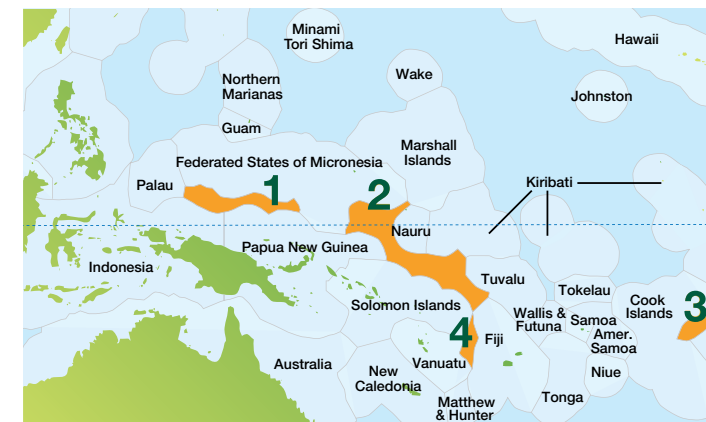 Minami
Tori Shima
Hawaii
Wake
Northern
Marianas
Johnston
Guam
Marshall
Islands
Federated States of Micronesia
Palau
1
2
Kiribati
Nauru
Papua New Guinea
Indonesia
Tuvalu
Tokelau
Solomon Islands
Cook
Islands
3
Wallis &
Futuna
Samoa
Amer.
Samoa
4
Fiji
Vanuatu
Australia
New
Caledonia
Niue
Tonga
Matthew
& Hunter